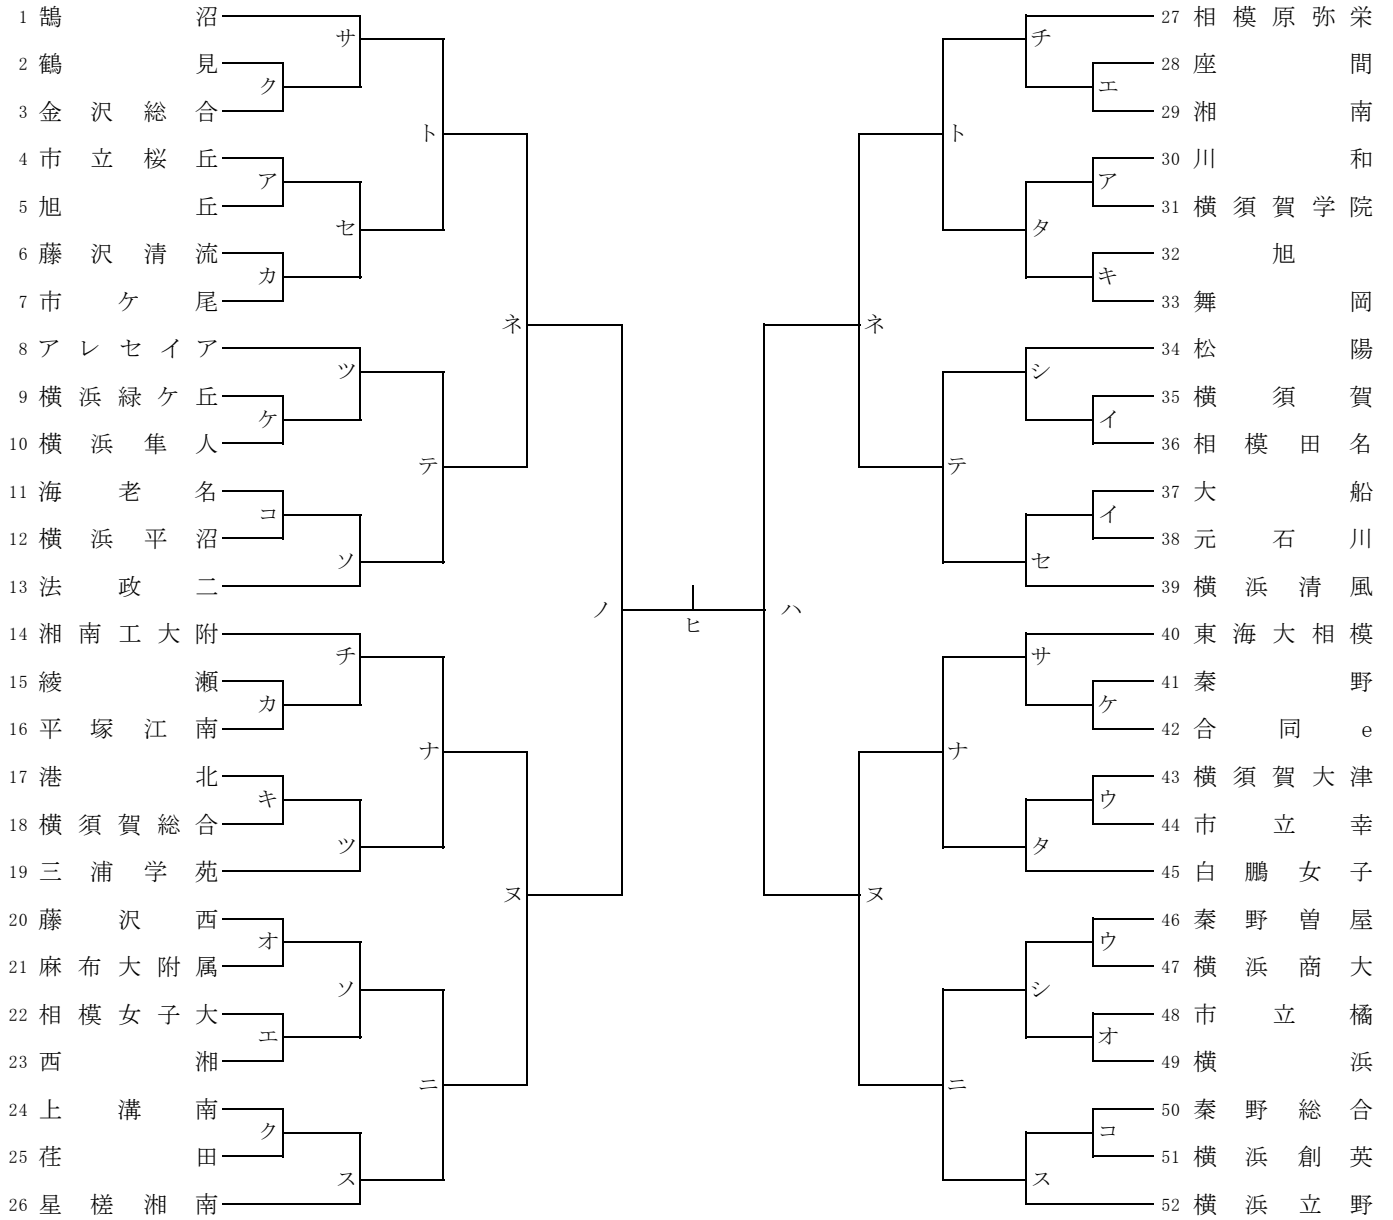 1 鵠沼
サ
2 鶴見
ク
3 金沢総合
ト
4 市立桜丘
ア
5 旭丘
セ
6 藤沢清流
カ
7 市ケ尾
ネ
8 アレセイア
ツ
9 横浜緑ケ丘
ケ
10 横浜隼人
テ
11 海老名
コ
12 横浜平沼
ソ
13 法政二
ノ
14 湘南工大附
チ
15 綾瀬
カ
16 平塚江南
ナ
17 港北
キ
18 横須賀総合
ツ
19 三浦学苑
ヌ
20 藤沢西
オ
21 麻布大附属
ソ
22 相模女子大
エ
23 西湘
ニ
24 上溝南
ク
25 荏田
ス
26 星槎湘南
ヒ
27 相模原弥栄
チ
28 座間
エ
29 湘南
ト
30 川和
ア
31 横須賀学院
タ
32 旭
キ
33 舞岡
ネ
34 松陽
シ
35 横須賀
イ
36 相模田名
テ
37 大船
イ
38 元石川
セ
39 横浜清風
ハ
40 東海大相模
サ
41 秦野
ケ
42 合同e
ナ
43 横須賀大津
ウ
44 市立幸
タ
45 白鵬女子
ヌ
46 秦野曽屋
ウ
47 横浜商大
シ
48 市立橘
オ
49 横浜
ニ
50 秦野総合
コ
51 横浜創英
ス
52 横浜立野